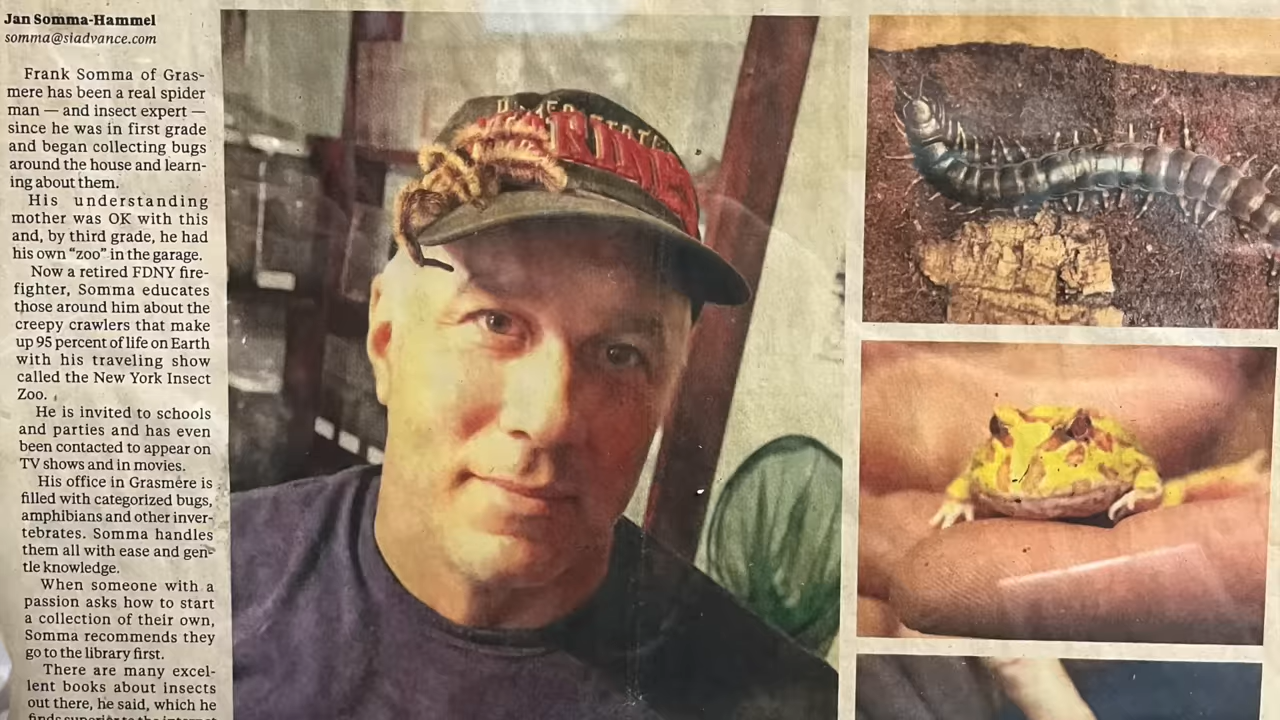 Jan Somma-Hammel
somma@siadvance.com
Frank Somma of Gras-
mere has been a real spider
man — and insect expert —
since he was in first grade
and began collecting bugs
around the house and learn-
ing about them.
His understanding
mother was OK with this
and, by third grade, he had
his own “zoo” in the garage.
Now a retired FDNY fire-
fighter, Somma educates
those around him about the
creepy crawlers that make
up 95 percent of life on Earth
with his traveling show
called the New York Insect
Zoo.
He is invited to schools
and parties and has even
been contacted to appear on
TV shows and in movies.
His office in Grasmere is
filled with categorized bugs,
amphibians and other inver-
tebrates. Somma handles
them all with ease and gen-
tle knowledge.
When someone with a
passion asks how to start
a collection of their own,
Somma recommends they
go to the library first.
There are many excel-
lent books about insects
out there, he said, which he
finds superior to the internet